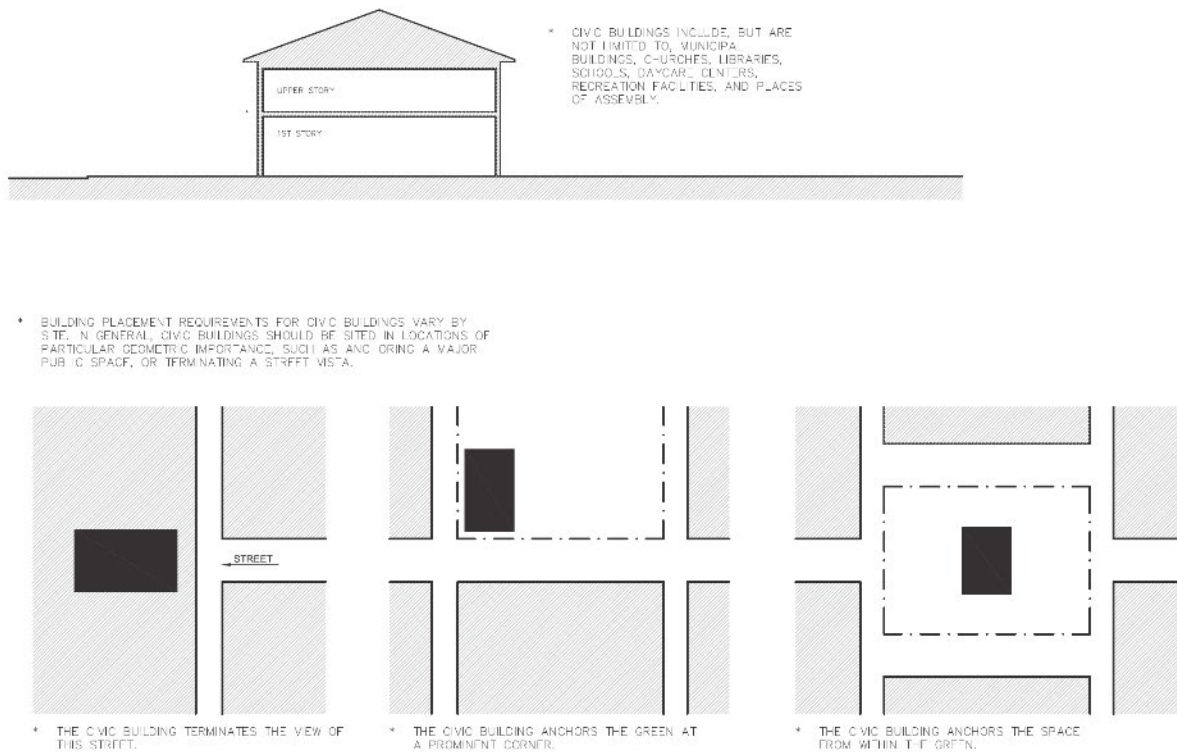 * CIVIC BUILDINGS INCLUDE, BUT ARE
NOT LIMITED TO, MUNICIPAL
BUILDINGS, CHURCHES, LIBRARIES,
SCHOOLS, DAYCARE CENTERS,
RECREATION FACILITIES, AND PLACES
OF ASSEMBLY.
UPPER STORY
1ST STORY
* BUILDING PLACEMENT REQUIREMENTS FOR CIVIC BUILDINGS VARY BY
SITE. IN GENERAL, CIVIC BUILDINGS SHOULD BE SITED IN LOCATIONS OF
PARTICULAR GEOMETRIC IMPORTANCE, SUCH AS ANCHORING A MAJOR
PUBLIC SPACE, OR TERMINATING A STREET VISTA.
STREET
* THE CIVIC BUILDING TERMINATES THE VIEW OF
THIS STREET.
* THE CIVIC BUILDING ANCHORS THE GREEN AT
A PROMINENT CORNER.
* THE CIVIC BUILDING ANCHORS THE SPACE
FROM WITHIN THE GREEN.